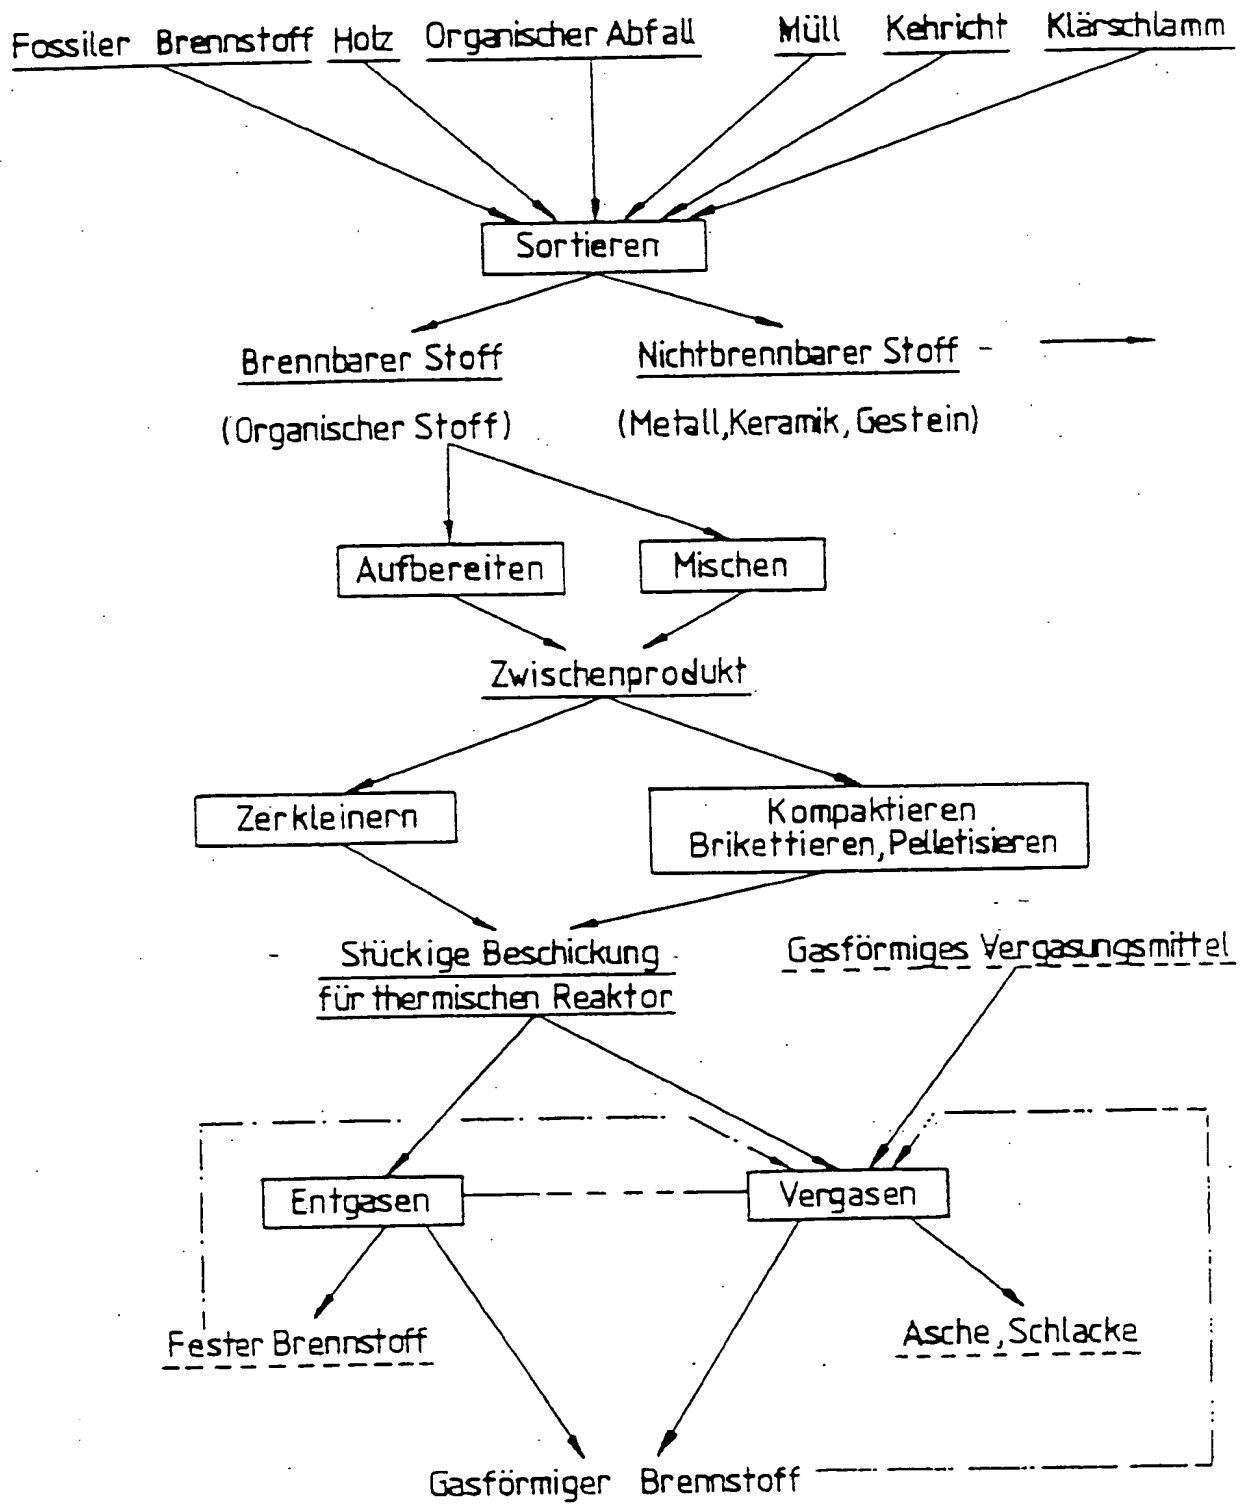 Fossiler Brennstoff Holz Organischer Abfall Müll Kehricht Klärschlamm
Sortieren
Brennbarer Stoff Nichtbrennbarer Stoff
(Organischer Stoff) (Metall, Keramik, Gestein)
Aufbereiten Mischen
Zwischenprodukt
Zerkleinern
Kompaktieren
Brikettieren, Pelletisieren
Stückige Beschickung
für thermischen Reaktor
Gasförmiges Vergasungsmittel
Entgasen Vergasen
Fester Brennstoff Asche, Schlacke
Gasförmiger Brennstoff